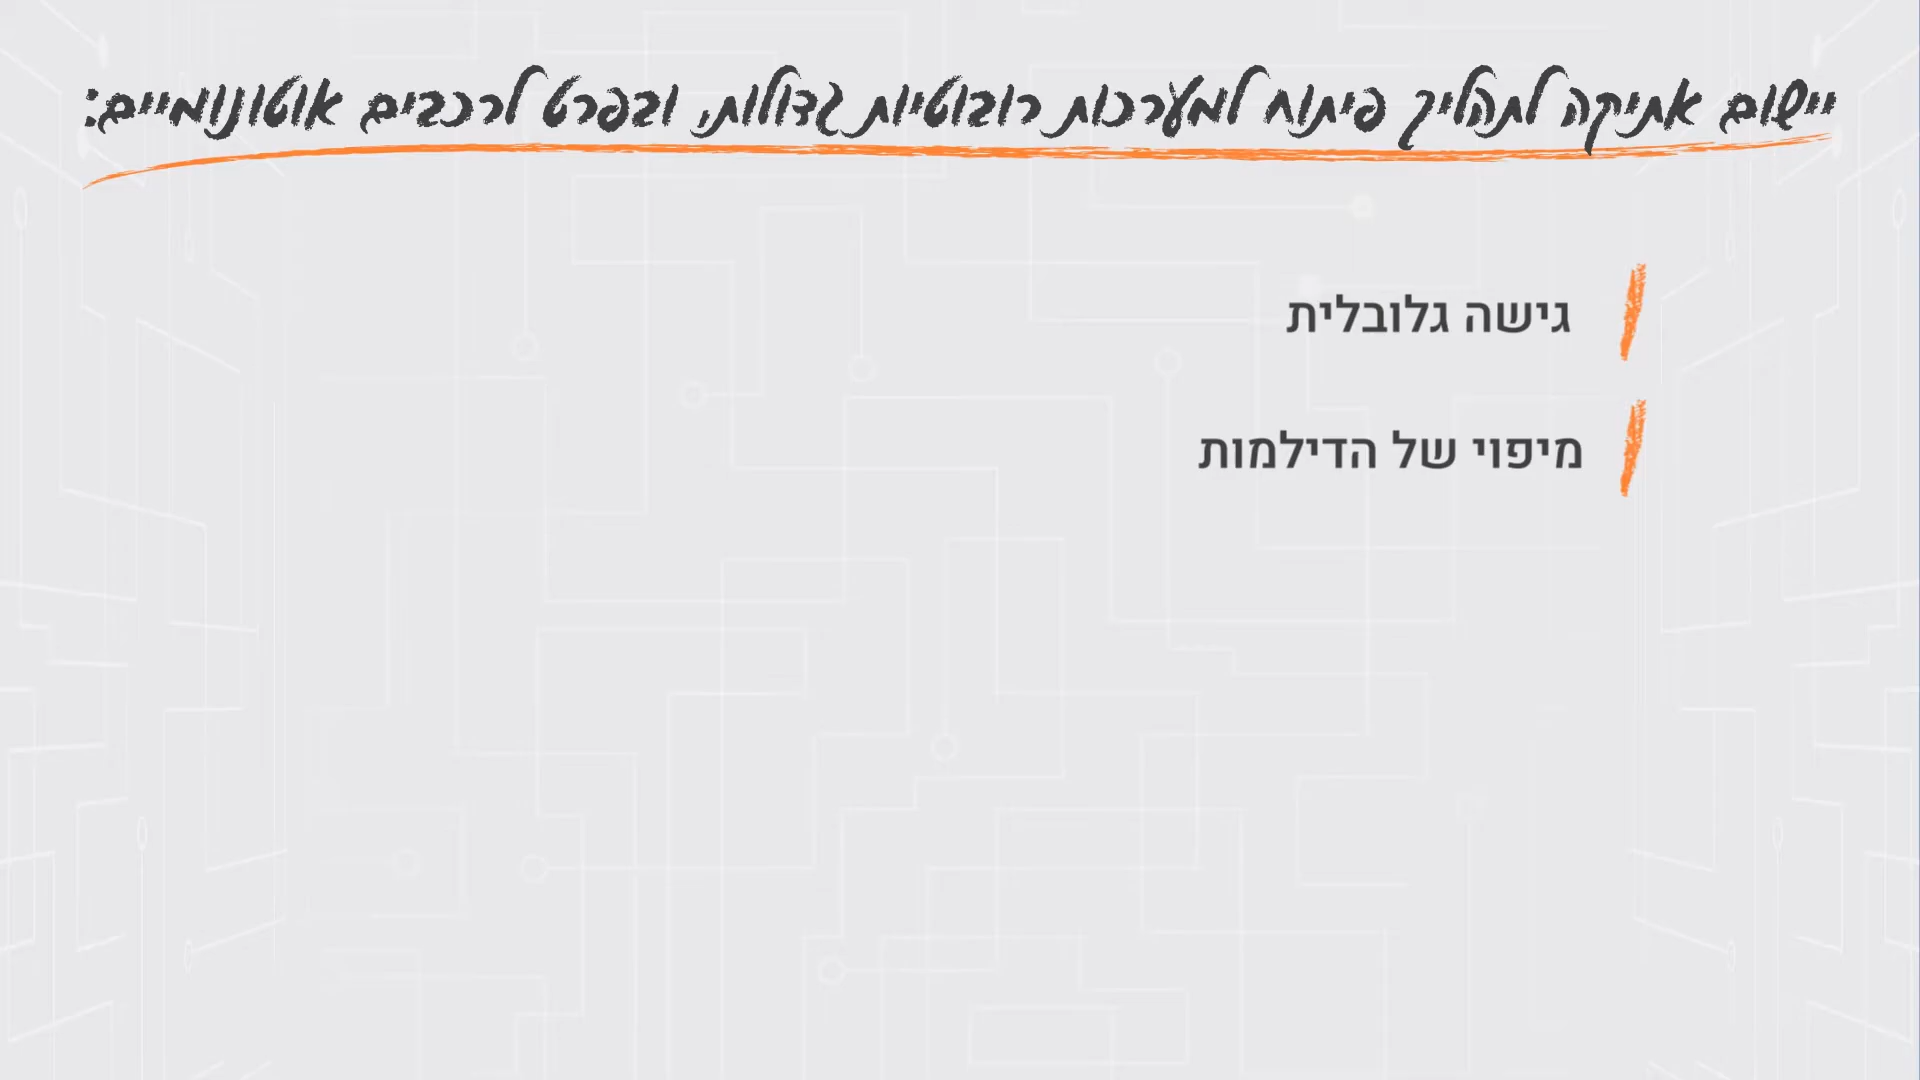 יישום אתיקה לתהליך פיתוח למערכות רובוטיות גדולות, ובפרט לרכבים אוטונומיים:
גישה גלובלית
מיפוי של הדילמות